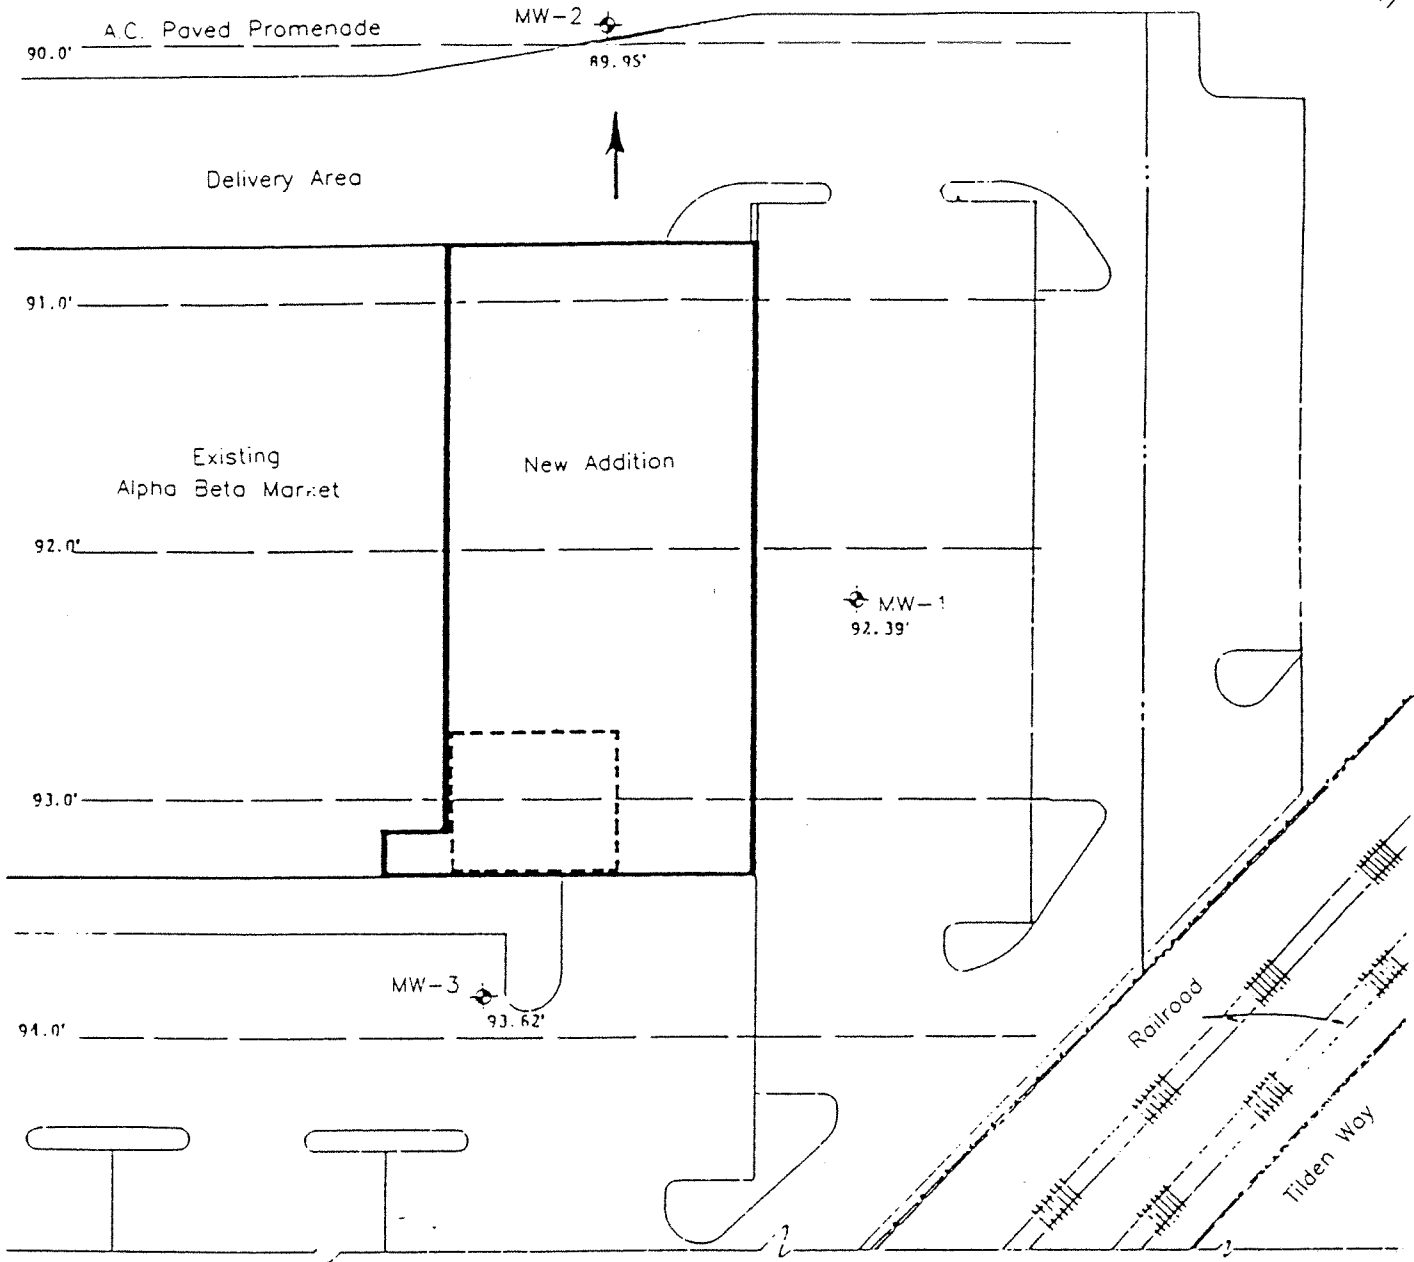 A.C. Paved Promenade
MW-2
90.0'
89.95'
Delivery Area
91.0'
Existing
Alpha Beta Market
New Addition
92.0'
MW-1
92.39'
93.0'
MW-3
93.62'
94.0'
Railroad
Tilden Way